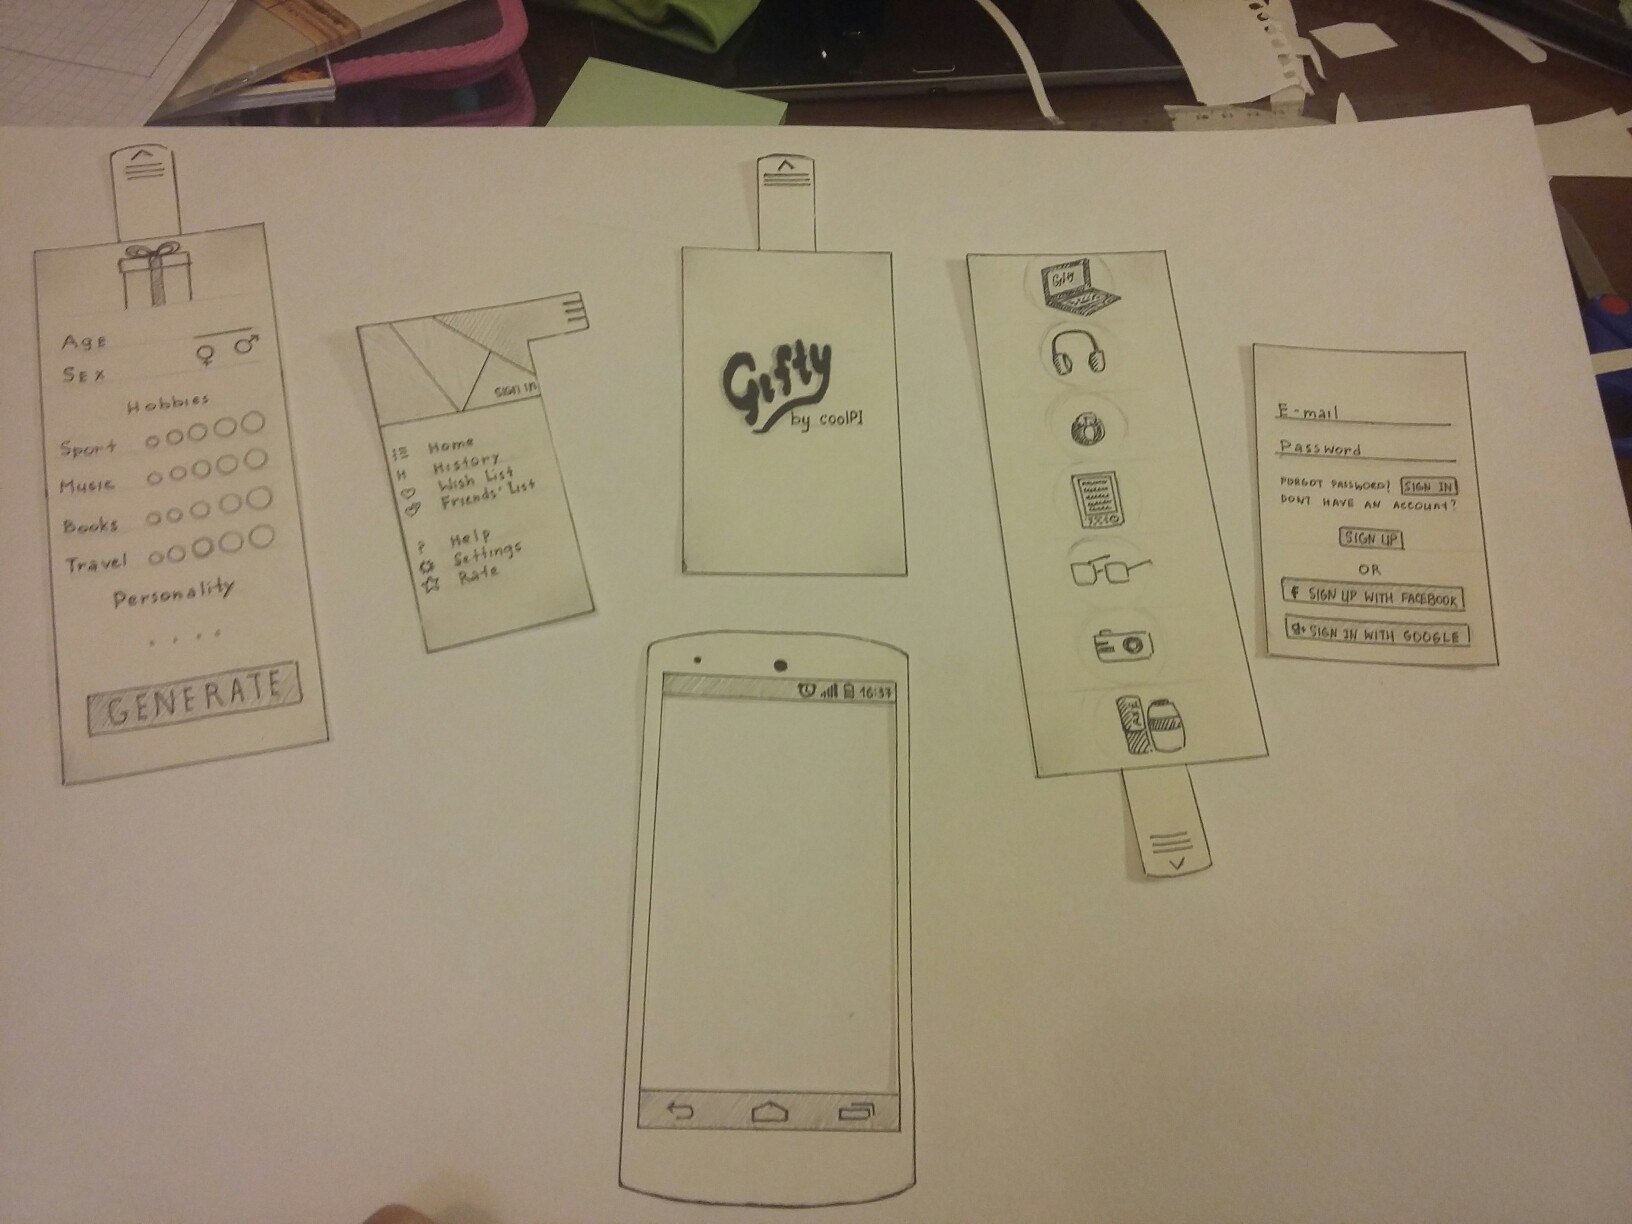 Age
Sex
Hobbies
Sport
Music
Books
Travel
Personality
GENERATE
SIGN IN
Home
H History
Wish List
Friends' List
? Help
Settings
Rate
Gifty
by coolPI
16:37
Gifty
E-mail
Password
FORGOT PASSWORD? SIGN IN
DONT HAVE AN ACCOUNT?
SIGN UP
OR
f SIGN UP WITH FACEBOOK
g+ SIGN IN WITH GOOGLE